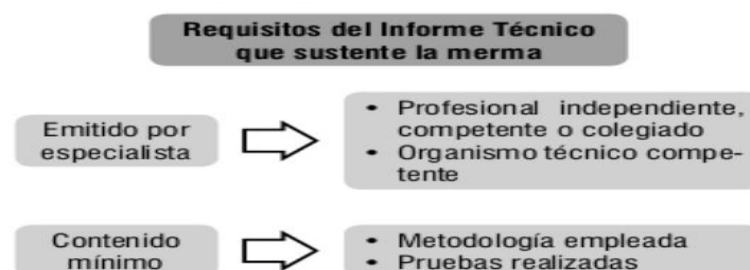 Requisitos del Informe Técnico
que sustente la merma
Emitido por
especialista
• Profesional independiente,
competente o colegiado
• Organismo técnico compe-
tente
Contenido
mínimo
• Metodología empleada
• Pruebas realizadas